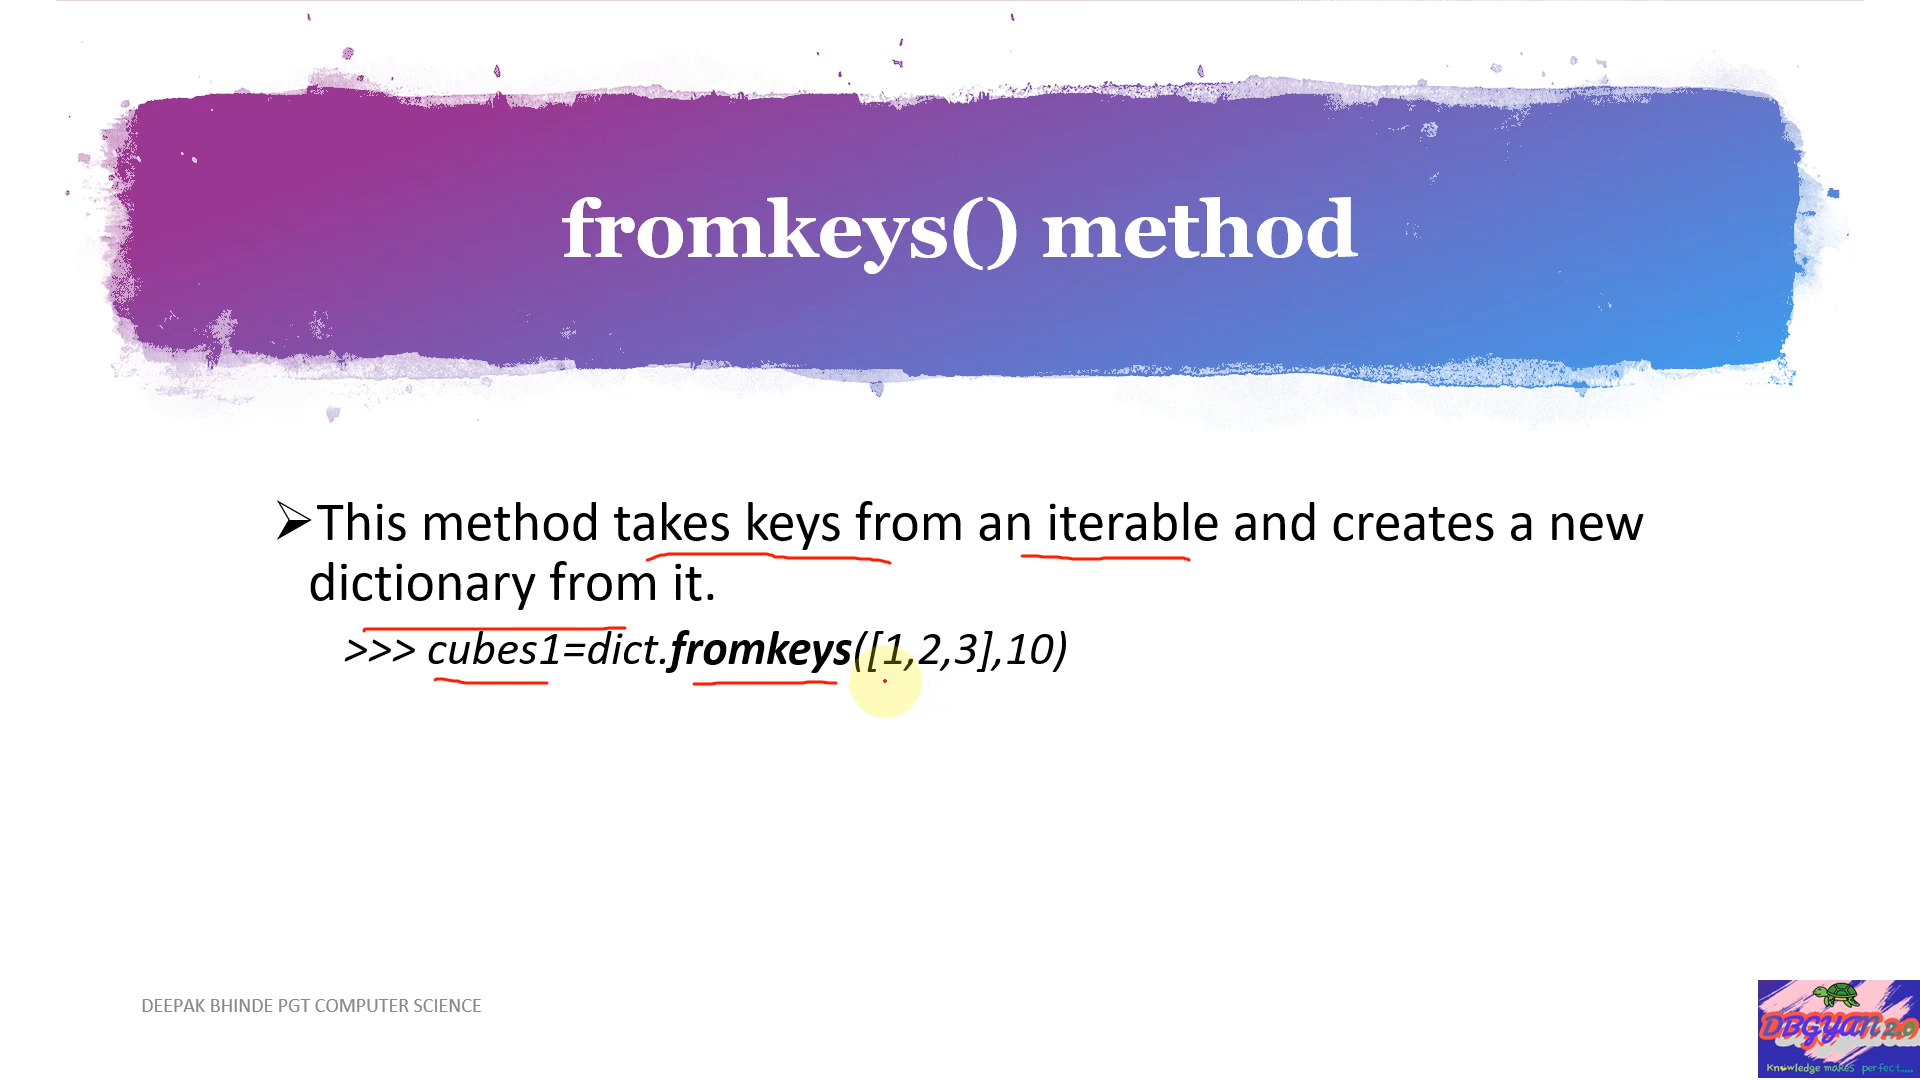 fromkeys() method
➢This method takes keys from an iterable and creates a new
dictionary from it.
>>> cubes1=dict.fromkeys([1,2,3],10)
DEEPAK BHINDE PGT COMPUTER SCIENCE
DBGYAN 2.0
Knowledge makes perfect....